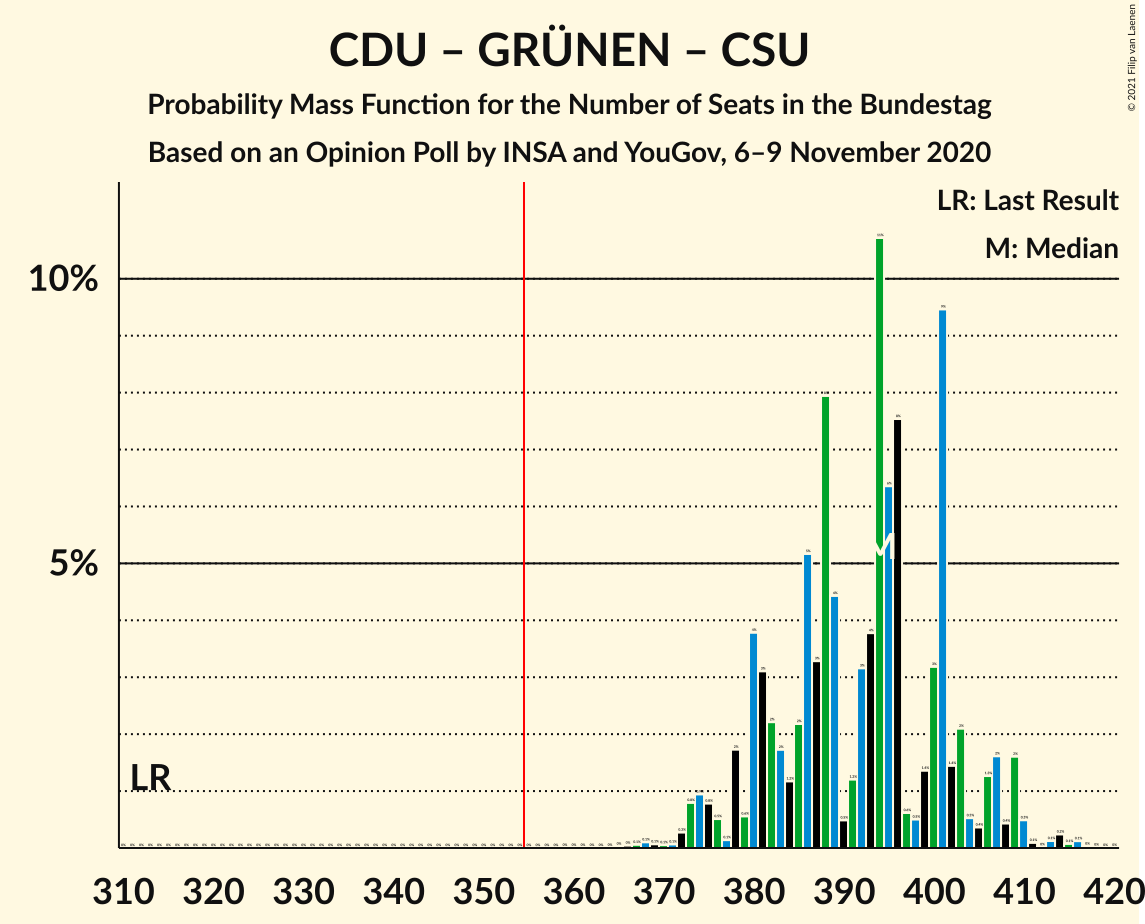 CDU – GRÜNEN – CSU
Probability Mass Function for the Number of Seats in the Bundestag
Based on an Opinion Poll by INSA and YouGov, 6–9 November 2020
© 2021 Filip van Laenen
LR: Last Result
M: Median
10%
5%
M
LR
310 320 330 340 350 360 370 380 390 400 410 420